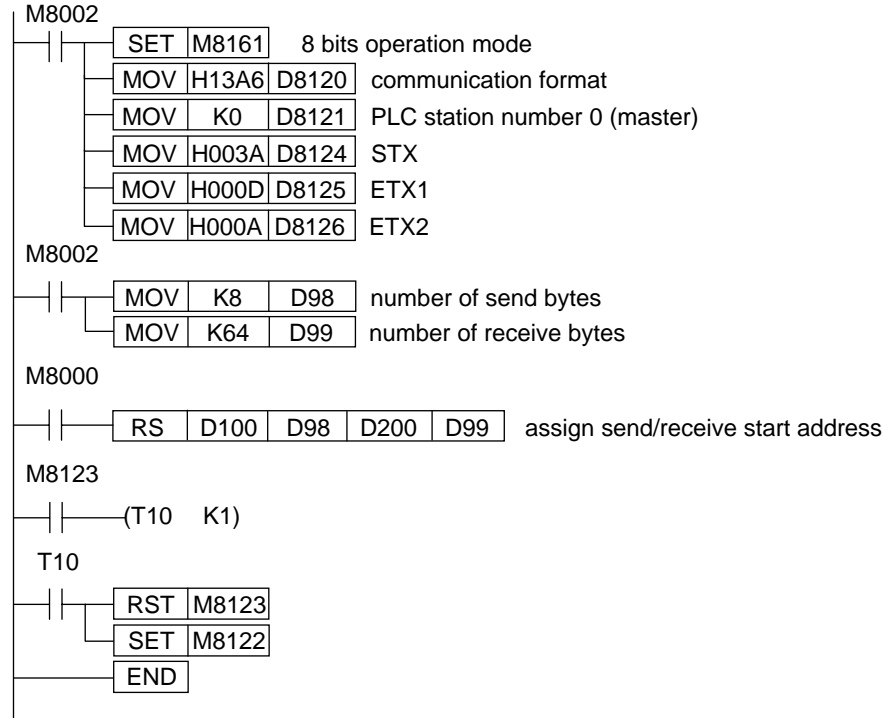 M8002
SET M8161 8 bits operation mode
MOV H13A6 D8120 communication format
MOV K0 D8121 PLC station number 0 (master)
MOV H003A D8124 STX
MOV H000D D8125 ETX1
MOV H000A D8126 ETX2
M8002
MOV K8 D98 number of send bytes
MOV K64 D99 number of receive bytes
M8000
RS D100 D98 D200 D99 assign send/receive start address
M8123
(T10 K1)
T10
RST M8123
SET M8122
END